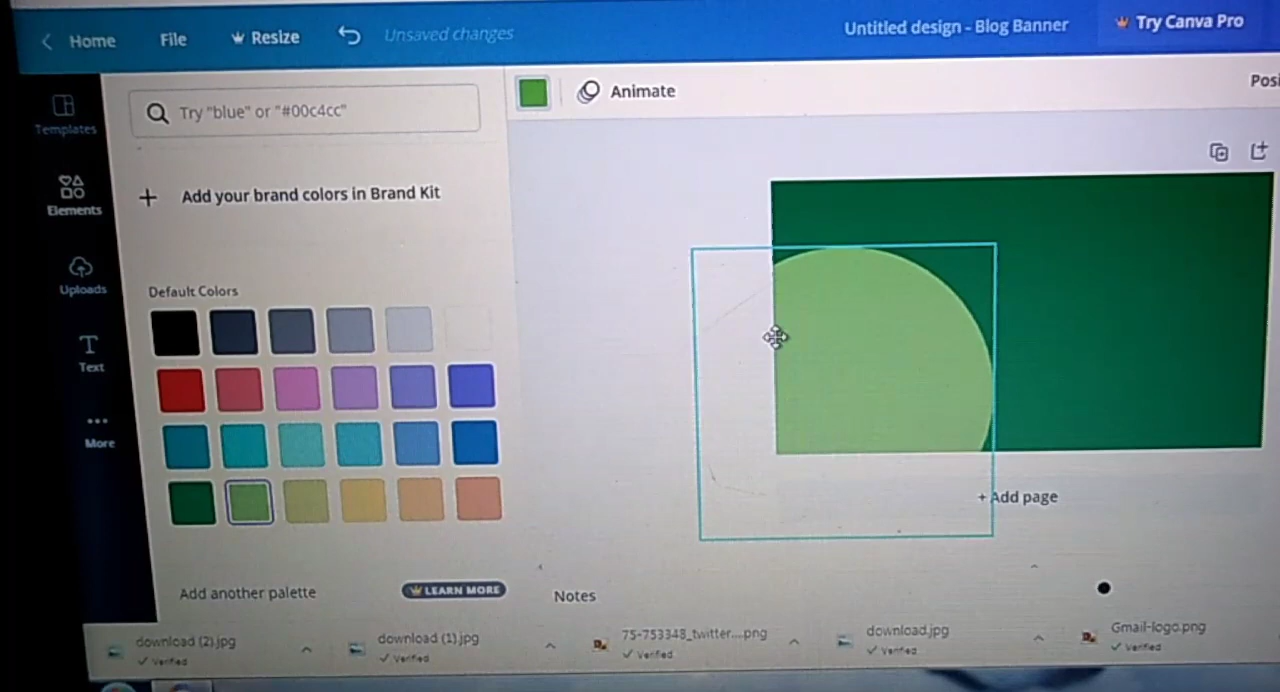 Home File Resize Unsaved changes Untitled design - Blog Banner Try Canva Pro
Templates
Try "blue" or "#00c4cc"
Animate
Elements
Add your brand colors in Brand Kit
Uploads
Default Colors
Text
More
+ Add page
Add another palette LEARN MORE
Notes
download (2).jpg
✓ Verified
download (1).jpg
✓ Verified
75-753348_twitter....png
✓ Verified
download.jpg
✓ Verified
Gmail-logo.png
✓ Verified